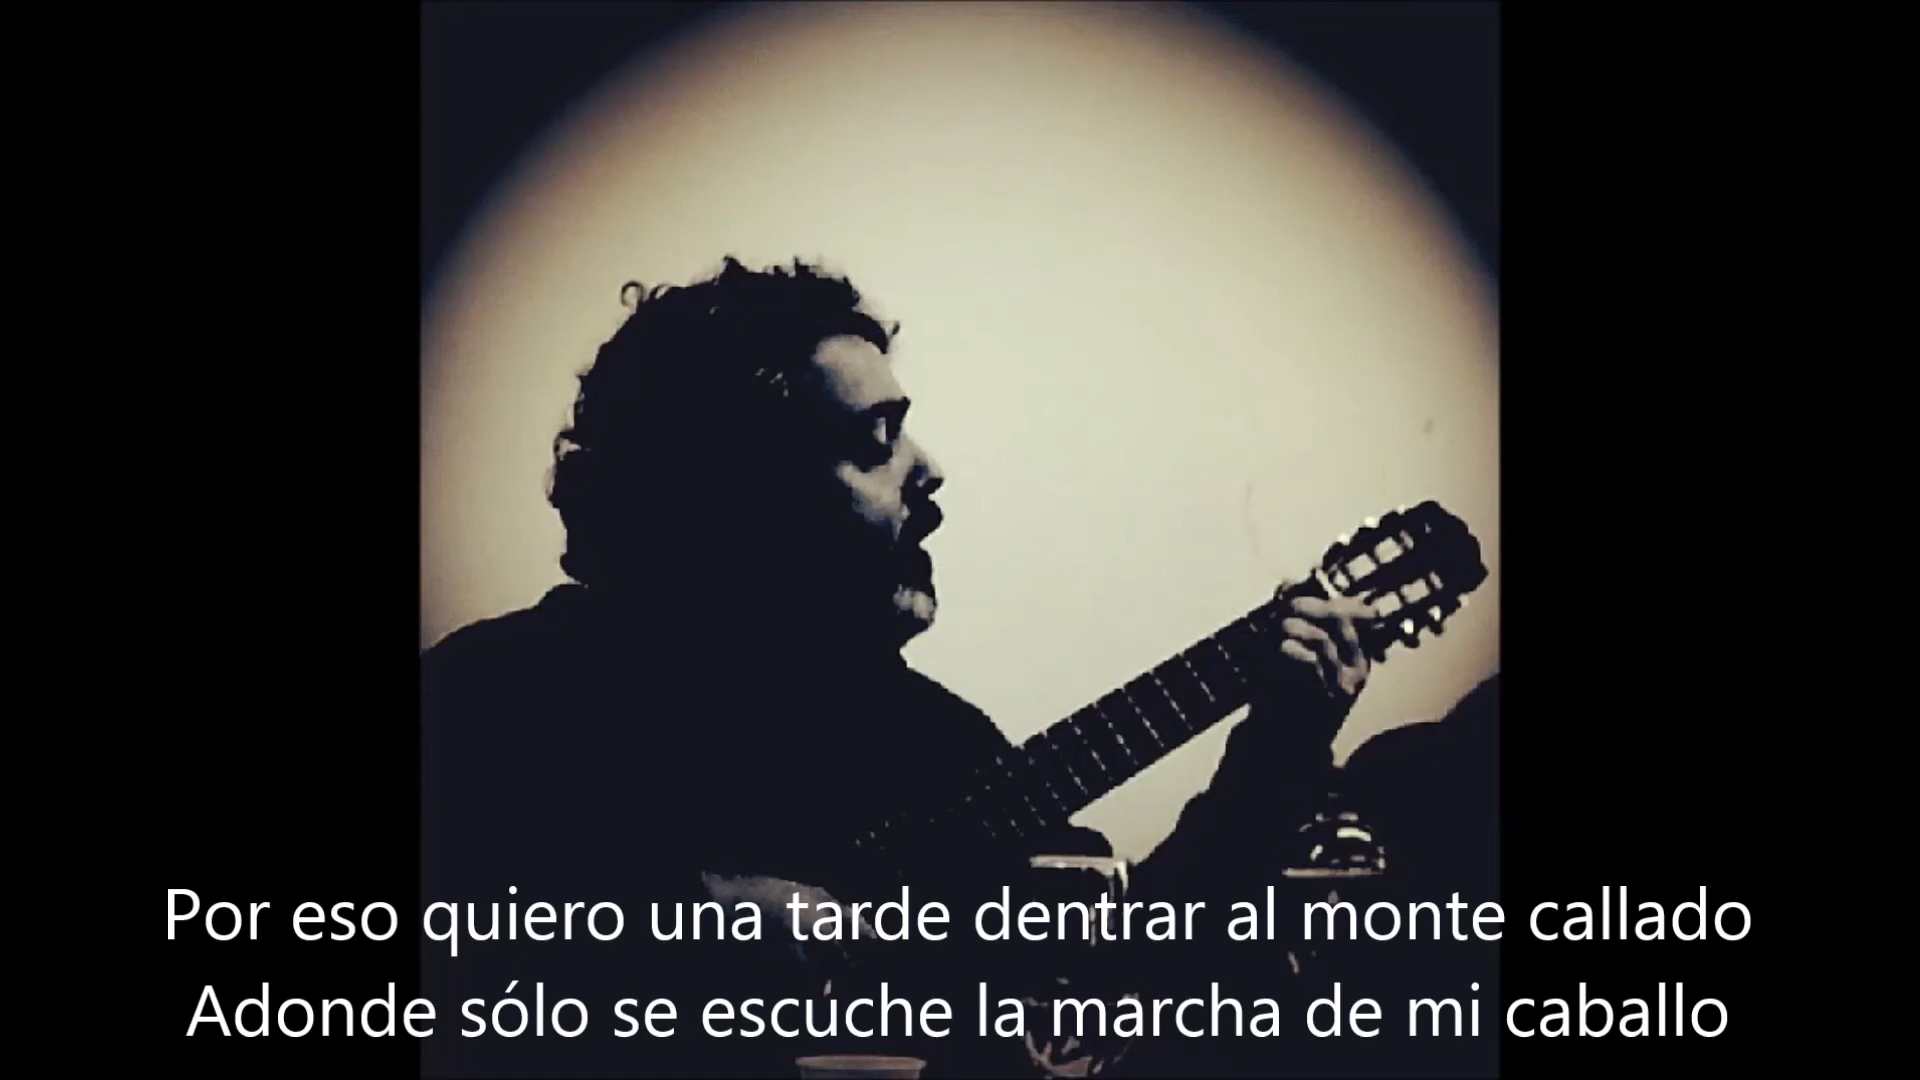 Por eso quiero una tarde dentrar al monte callado
Adonde sólo se escuche la marcha de mi caballo